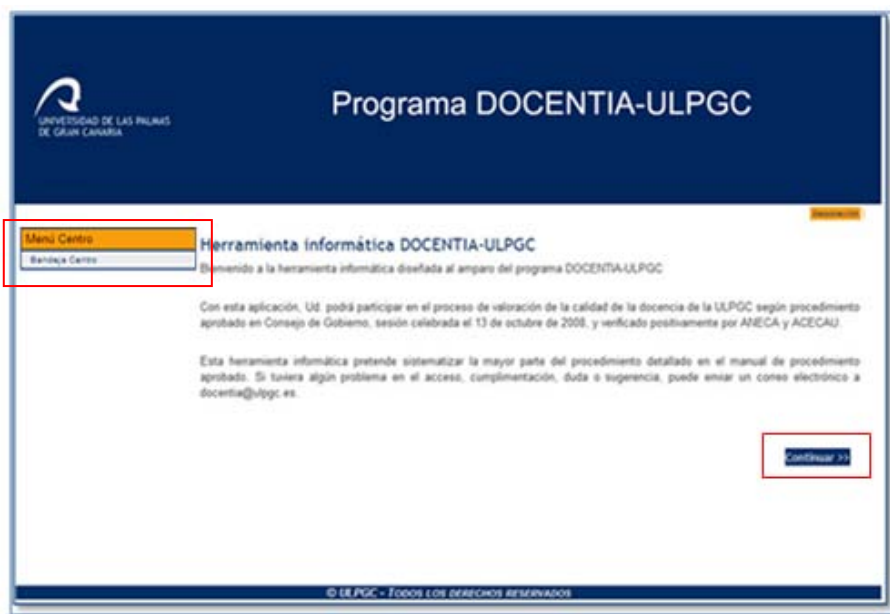 UNIVERSIDAD DE LAS PALMAS
DE GRAN CANARIA
Programa DOCENTIA-ULPGC
Menú Centro
Bandeja Centro
Herramienta informática DOCENTIA-ULPGC
Bienvenido a la herramienta informática diseñada al amparo del programa DOCENTIA-ULPGC
Con esta aplicación, Ud. podrá participar en el proceso de valoración de la calidad de la docencia de la ULPGC según procedimiento
aprobado en Consejo de Gobierno, sesión celebrada el 13 de octubre de 2008, y verificado positivamente por ANECA y ACECAU.
Esta herramienta informática pretende sistematizar la mayor parte del procedimiento detallado en el manual de procedimiento
aprobado. Si tuviera algún problema en el acceso, cumplimentación, duda o sugerencia, puede enviar un correo electrónico a
docentia@ulpgc.es.
Continuar >>
© ULPGC - TODOS LOS DERECHOS RESERVADOS